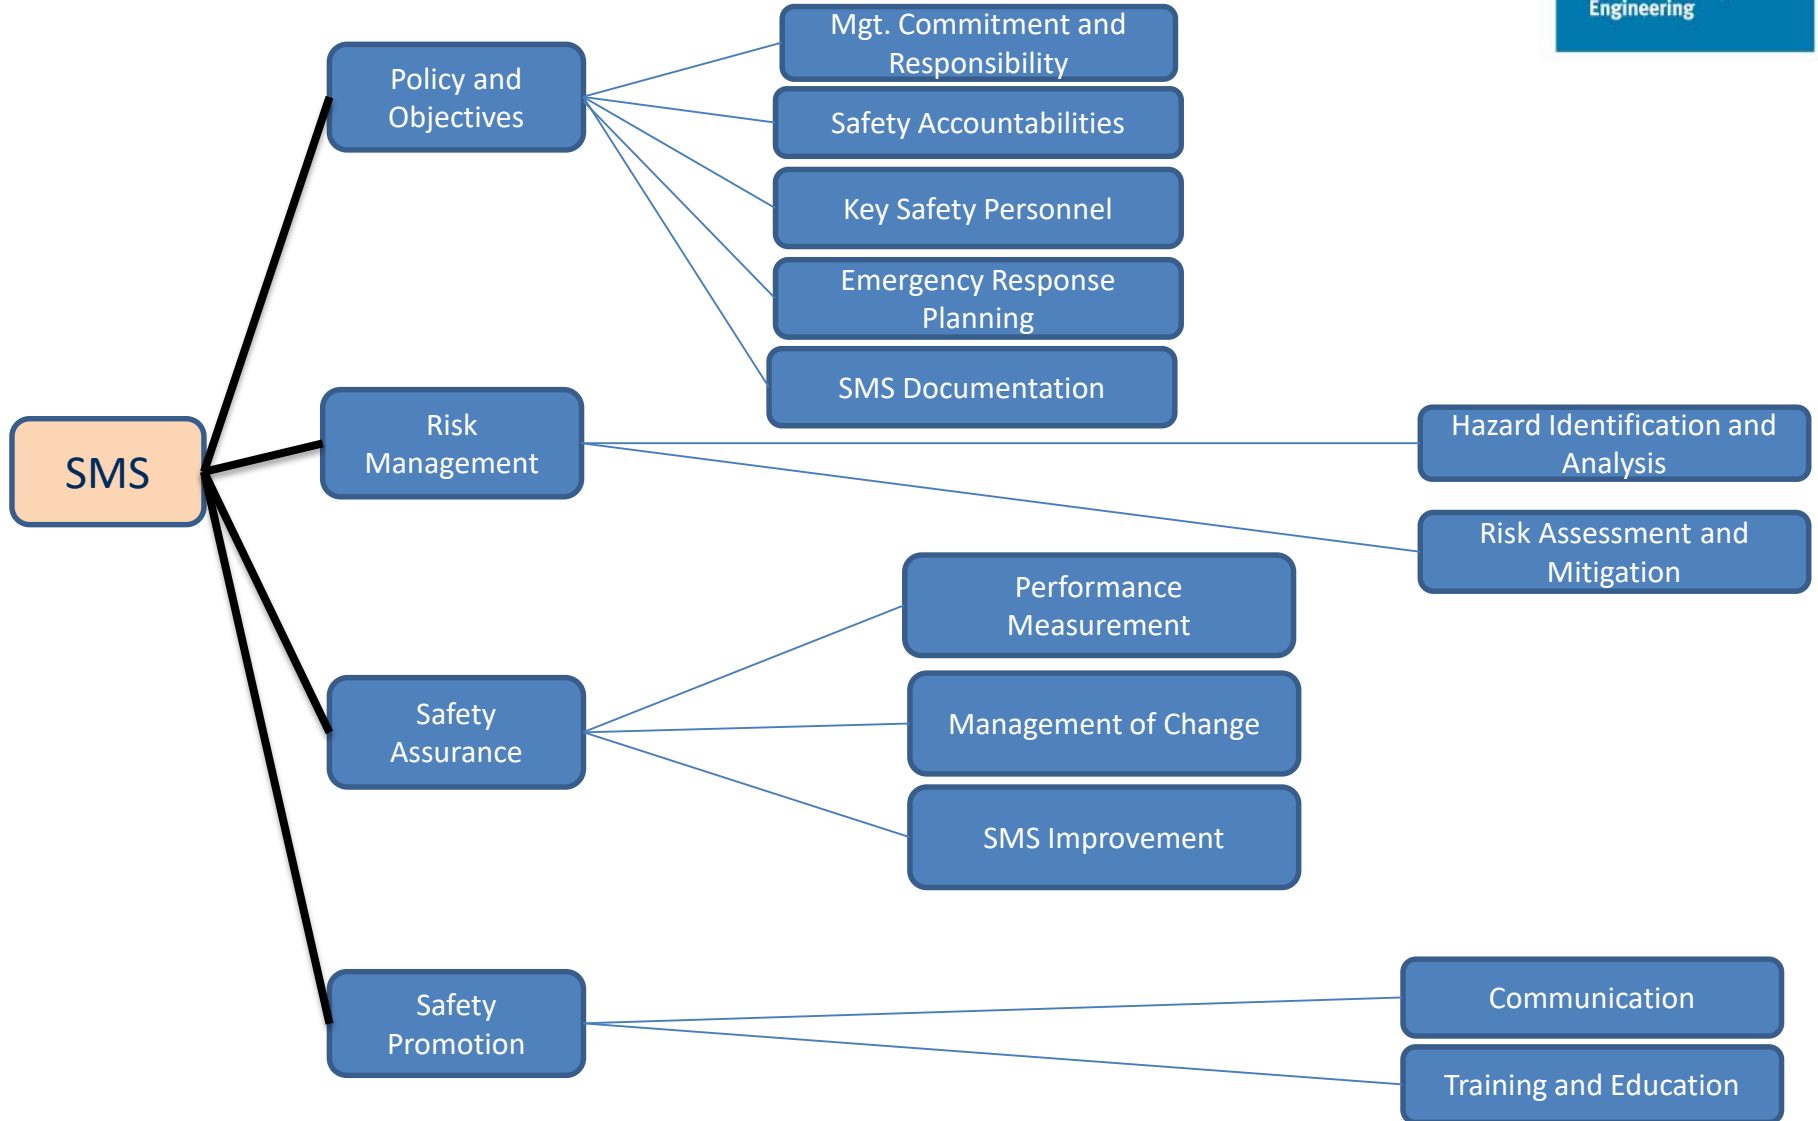 Engineering
Mgt. Commitment and
Responsibility
Policy and
Objectives
Safety Accountabilities
Key Safety Personnel
Emergency Response
Planning
SMS Documentation
SMS
Risk
Management
Hazard Identification and
Analysis
Risk Assessment and
Mitigation
Performance
Measurement
Safety
Assurance
Management of Change
SMS Improvement
Safety
Promotion
Communication
Training and Education